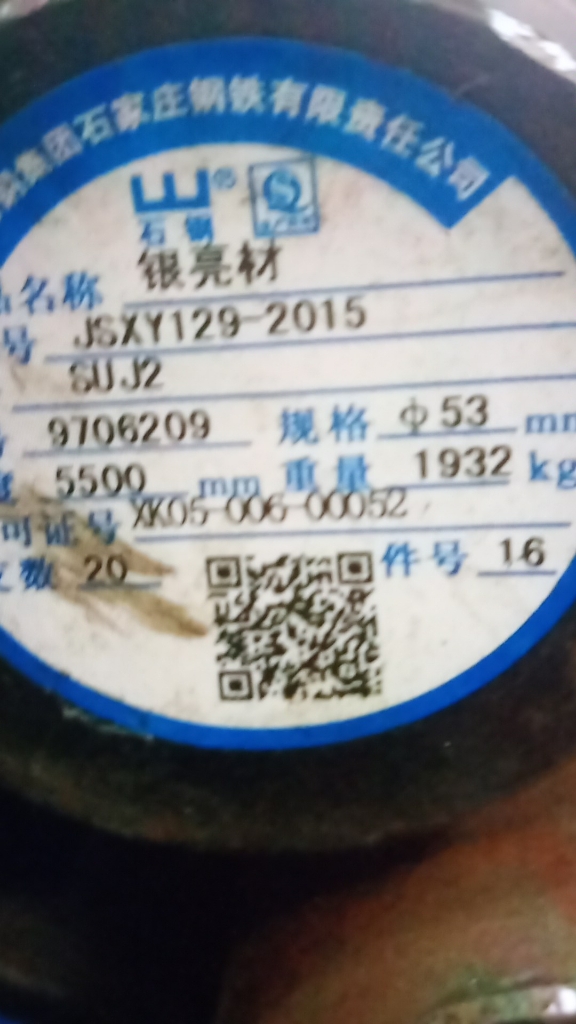 集团石家庄钢铁有限责任公司
®
石钢
银亮材
名称
号 JSXY129-2015
SUJ2
9706209 规格 Φ53 mm
5500 mm 重量 1932 kg
可证号 XK05-006-00052
支数 20 件号 16